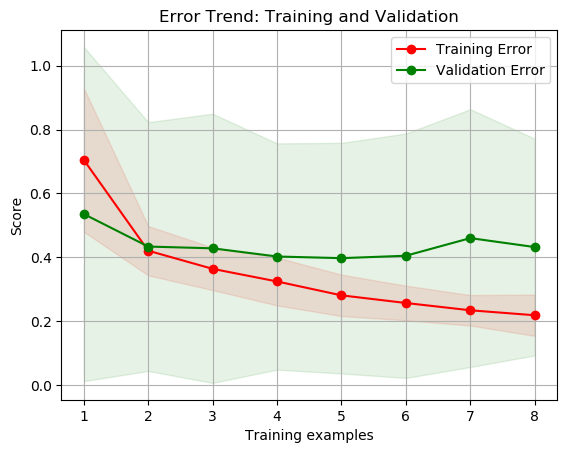 Error Trend: Training and Validation
Training Error
Validation Error
Score
1.0
0.8
0.6
0.4
0.2
0.0
1 2 3 4 5 6 7 8
Training examples